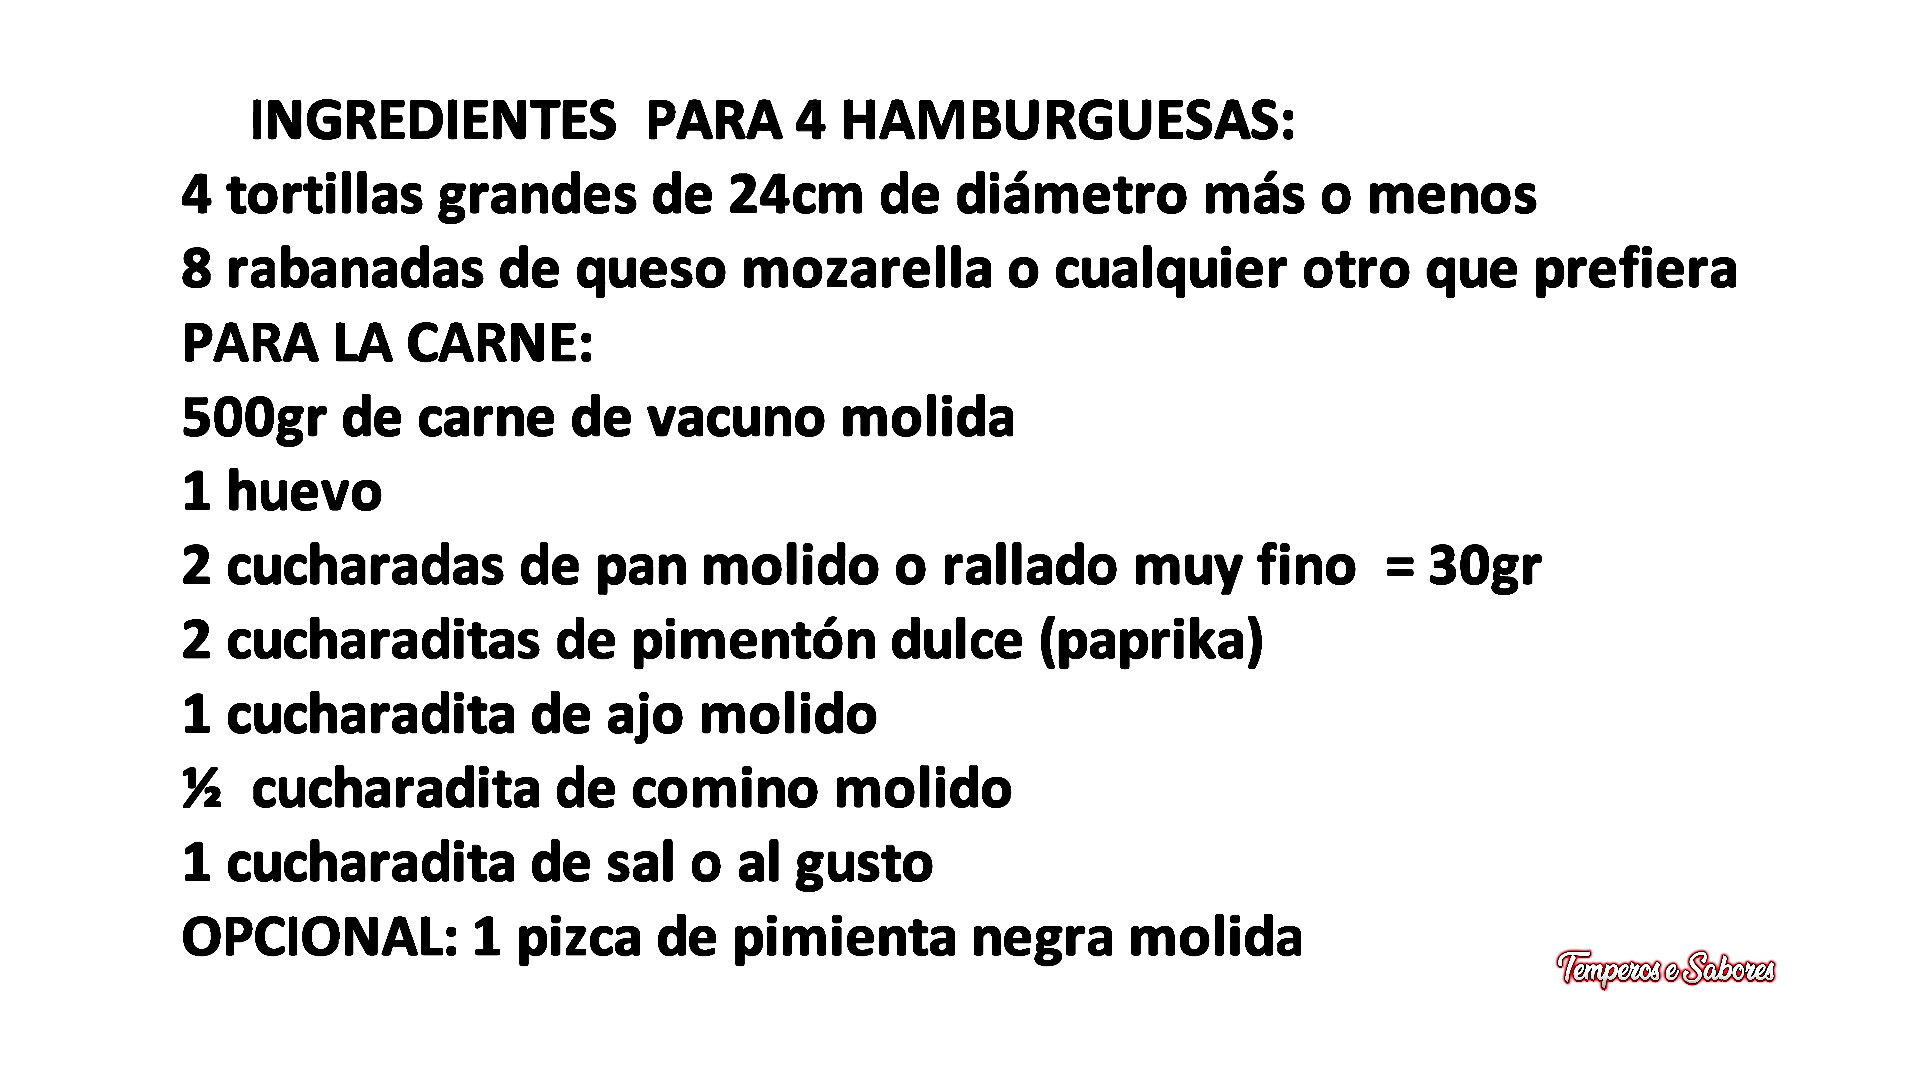 INGREDIENTES  PARA 4 HAMBURGUESAS:
4 tortillas grandes de 24cm de diámetro más o menos
8 rabanadas de queso mozarella o cualquier otro que prefiera
PARA LA CARNE:
500gr de carne de vacuno molida
1 huevo
2 cucharadas de pan molido o rallado muy fino  = 30gr
2 cucharaditas de pimentón dulce (paprika)
1 cucharadita de ajo molido
½  cucharadita de comino molido
1 cucharadita de sal o al gusto
OPCIONAL: 1 pizca de pimienta negra molida
Temperos e Sabores